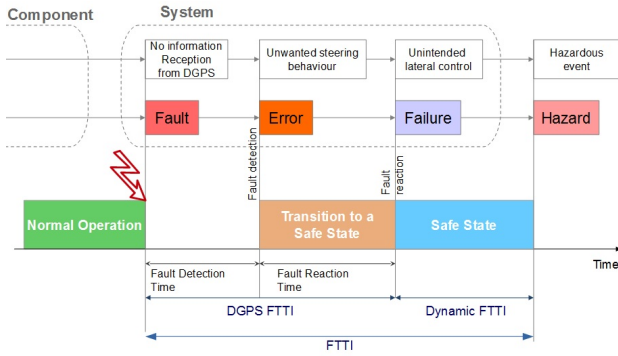 Component
System
No information
Reception
from DGPS
Unwanted steering
behaviour
Unintended
lateral control
Hazardous
event
Fault
Error
Failure
Hazard
Fault detection
Fault
reaction
Normal Operation
Transition to a
Safe State
Safe State
Time
Fault Detection
Time
Fault Reaction
Time
DGPS FTTI
Dynamic FTTI
FTTI